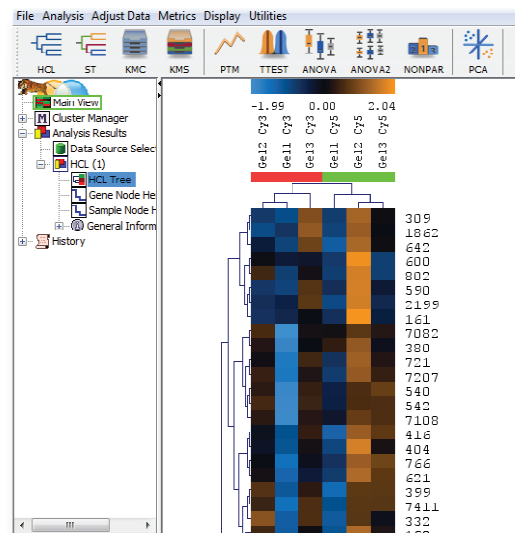 File Analysis Adjust Data Metrics Display Utilities
HCL ST KMC KMS PTM TTEST ANOVA ANOVA2 NONPAR PCA
Main View
M Cluster Manager
Analysis Results
Data Source Selec
HCL (1)
HCL Tree
Gene Node He
Sample Node H
General Inform
History
-1.99 0.00 2.04
Gel2 Cy3
Gel1 Cy3
Gel3 Cy3
Gel1 Cy5
Gel2 Cy5
Gel3 Cy5
309
1862
642
600
802
590
2199
161
7082
380
721
7207
540
542
7108
416
404
766
621
399
7411
332